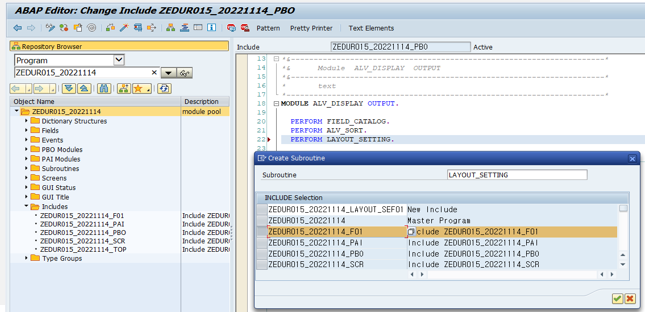 ABAP Editor: Change Include ZEDUR015_20221114_PBO
Pattern Pretty Printer Text Elements
Repository Browser
Program
ZEDUR015_20221114
Object Name Description
ZEDUR015_20221114 module pool
Dictionary Structures
Fields
Events
PBO Modules
PAI Modules
Subroutines
Screens
GUI Status
GUI Title
Includes
ZEDUR015_20221114_F01 Include ZEDUR
ZEDUR015_20221114_PAI Include ZEDUR
ZEDUR015_20221114_PBO Include ZEDUR
ZEDUR015_20221114_SCR Include ZEDUR
ZEDUR015_20221114_TOP Include ZEDUR
Type Groups
Include ZEDUR015_20221114_PBO Active
13 *&---------------------------------------------------------------------*
14 *& Module ALV_DISPLAY OUTPUT
15 *&---------------------------------------------------------------------*
16 * text
17 *----------------------------------------------------------------------*
18 MODULE ALV_DISPLAY OUTPUT.
19
20 PERFORM FIELD_CATALOG.
21 PERFORM ALV_SORT.
22 PERFORM LAYOUT_SETTING.
Create Subroutine
Subroutine LAYOUT_SETTING
INCLUDE Selection
ZEDUR015_20221114_LAYOUT_SEF01 New Include
ZEDUR015_20221114 Master Program
ZEDUR015_20221114_F01 Include ZEDUR015_20221114_F01
ZEDUR015_20221114_PAI Include ZEDUR015_20221114_PAI
ZEDUR015_20221114_PBO Include ZEDUR015_20221114_PBO
ZEDUR015_20221114_SCR Include ZEDUR015_20221114_SCR